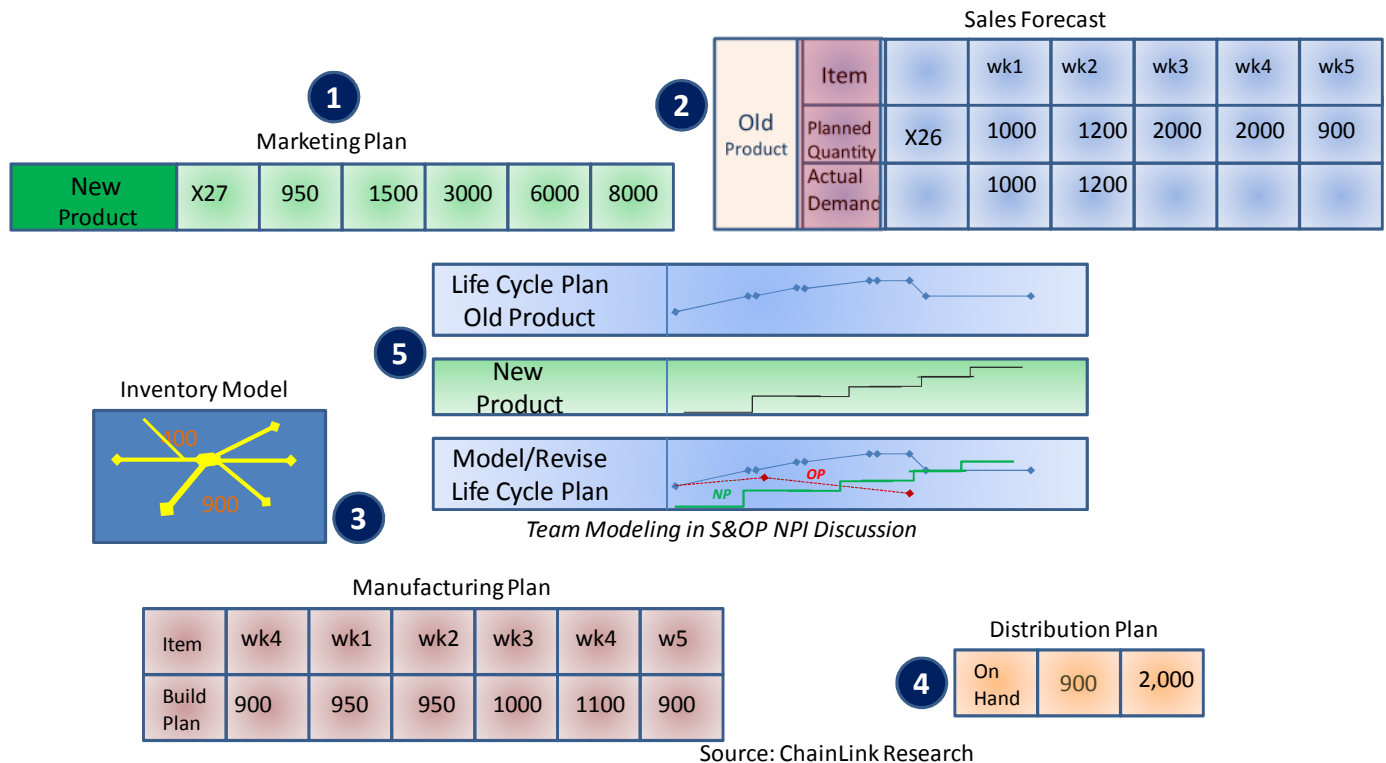 Sales Forecast
1
Marketing Plan
New Product X27 950 1500 3000 6000 8000
2
Old Product
Item wk1 wk2 wk3 wk4 wk5
Planned Quantity X26 1000 1200 2000 2000 900
Actual Demand 1000 1200
5
Life Cycle Plan
Old Product
New
Product
Model/Revise
Life Cycle Plan
NP
OP
Team Modeling in S&OP NPI Discussion
Inventory Model
400
900
3
Manufacturing Plan
Item wk4 wk1 wk2 wk3 wk4 w5
Build Plan 900 950 950 1000 1100 900
4
Distribution Plan
On Hand 900 2,000
Source: ChainLink Research